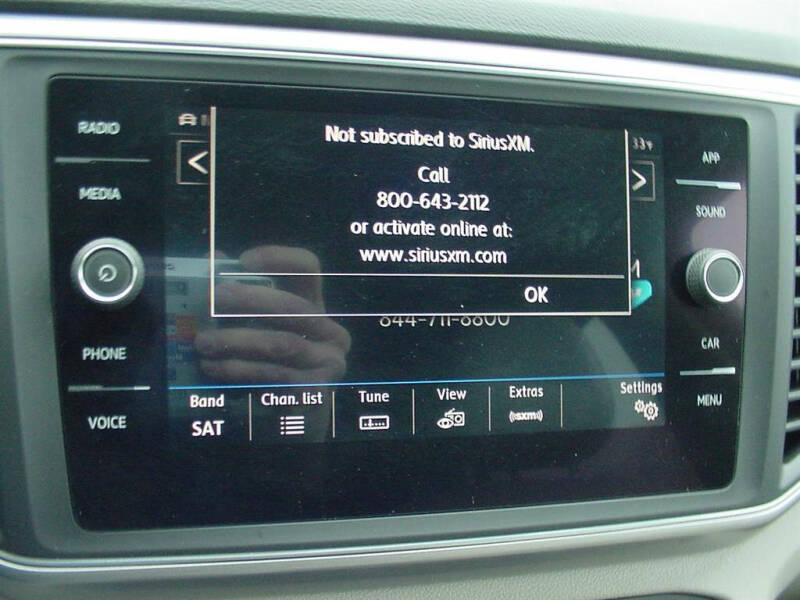 RADIO
MEDIA
PHONE
VOICE
Not subscribed to SiriusXM.
Call
800-643-2112
or activate online at:
www.siriusxm.com
OK
844-711-8800
Band
SAT
Chan. list
Tune
View
Extras
((sxm))
Settings
APP
SOUND
CAR
MENU